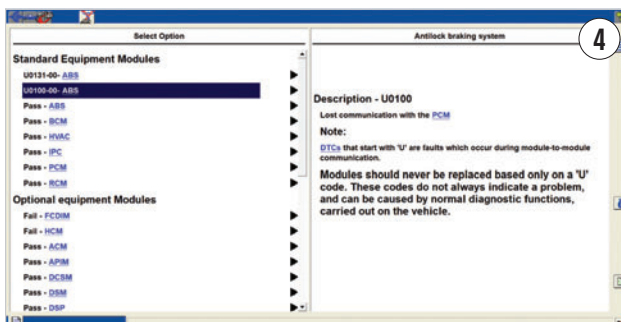 Select Option
Antilock braking system
4
Standard Equipment Modules
U0131-00- ABS
U0100-00- ABS
Pass - ABS
Pass - BCM
Pass - HVAC
Pass - IPC
Pass - PCM
Pass - RCM
Optional equipment Modules
Fail - FCDIM
Fail - HCM
Pass - ACM
Pass - APIM
Pass - DCSM
Pass - DSM
Pass - DSP
Description - U0100
Lost communication with the PCM
Note:
DTCs that start with 'U' are faults which occur during module-to-module
communication.
Modules should never be replaced based only on a 'U'
code. These codes do not always indicate a problem,
and can be caused by normal diagnostic functions,
carried out on the vehicle.